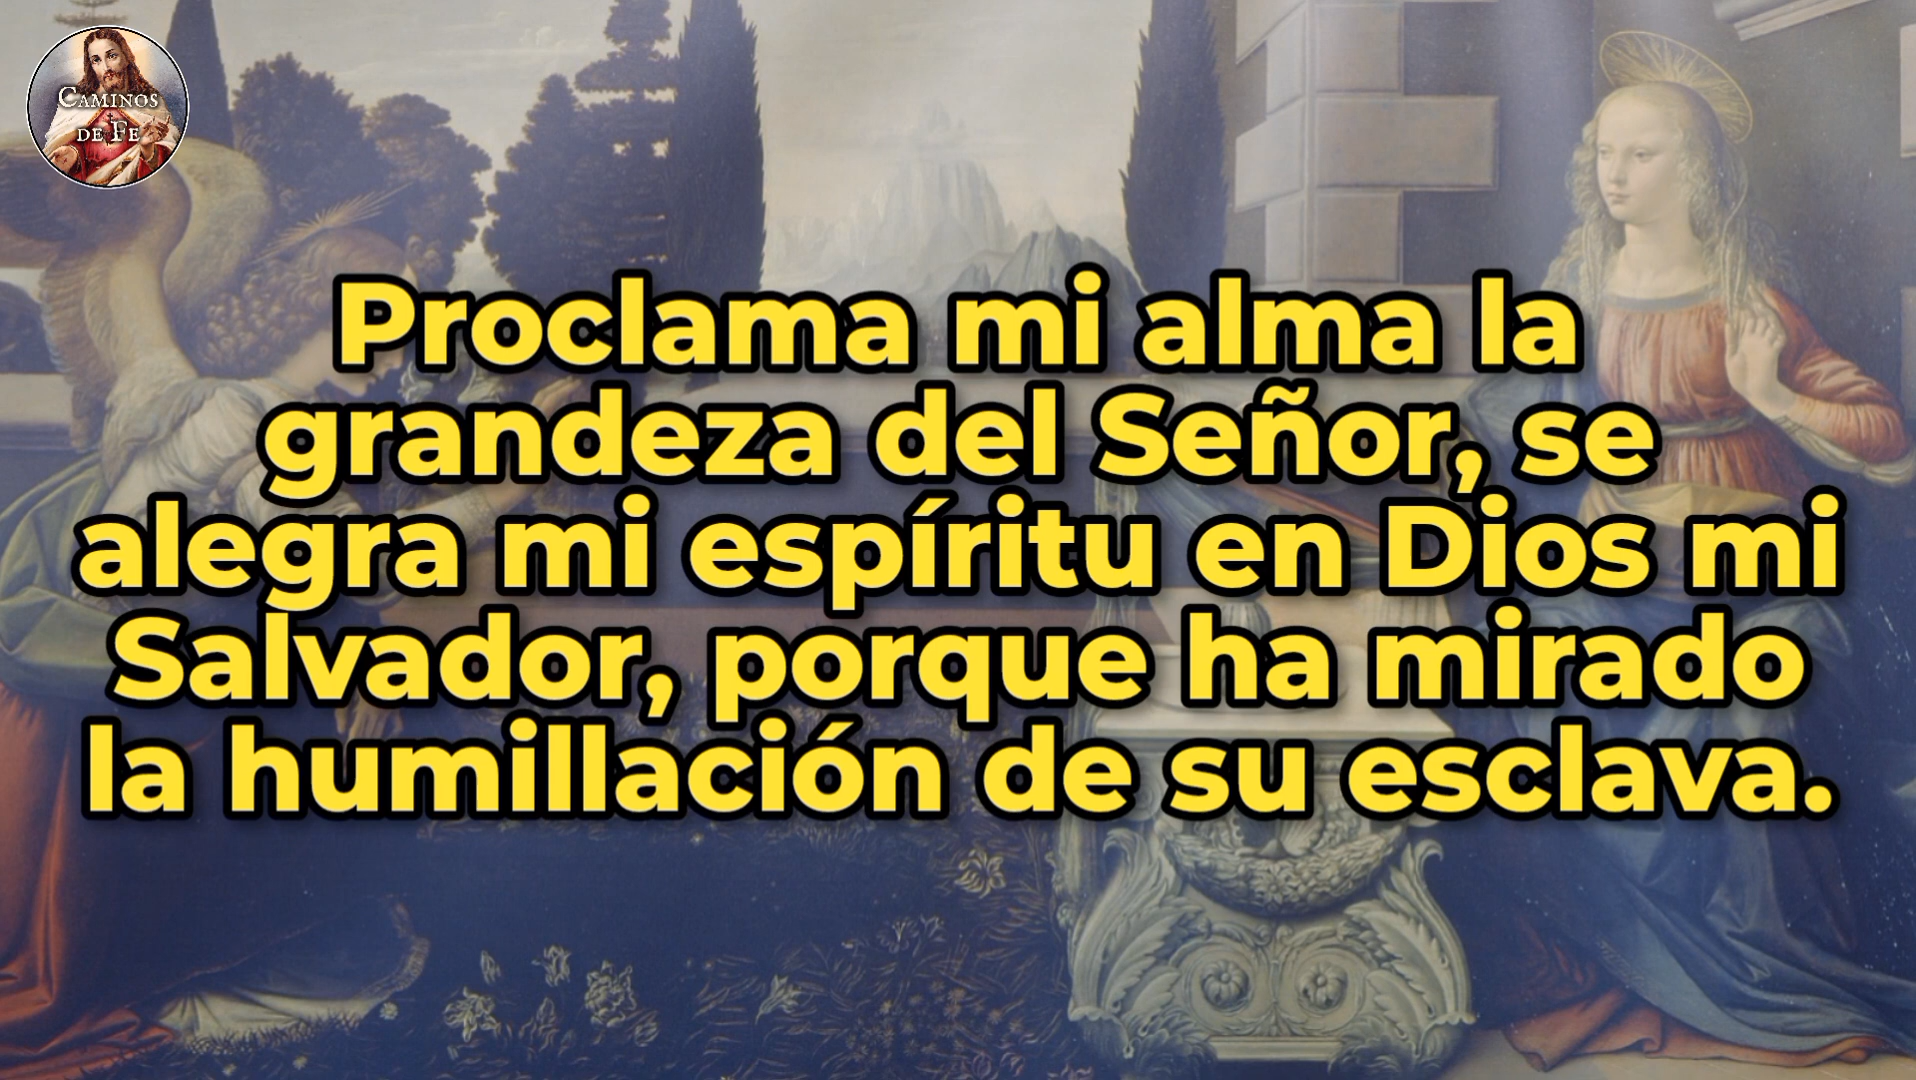 CAMINOS
DE FE
Proclama mi alma la
grandeza del Señor, se
alegra mi espíritu en Dios mi
Salvador, porque ha mirado
la humillación de su esclava.